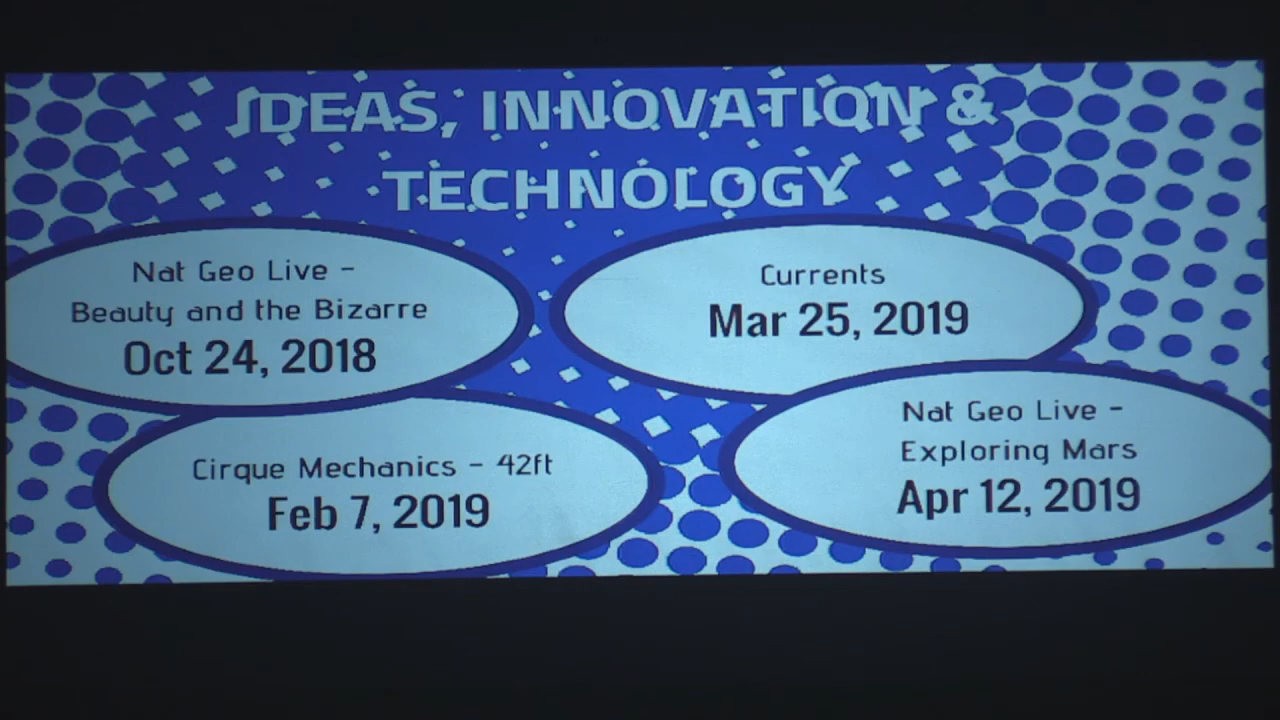 IDEAS, INNOVATION &
TECHNOLOGY
Nat Geo Live -
Beauty and the Bizarre
Oct 24, 2018
Currents
Mar 25, 2019
Cirque Mechanics - 42ft
Feb 7, 2019
Nat Geo Live -
Exploring Mars
Apr 12, 2019